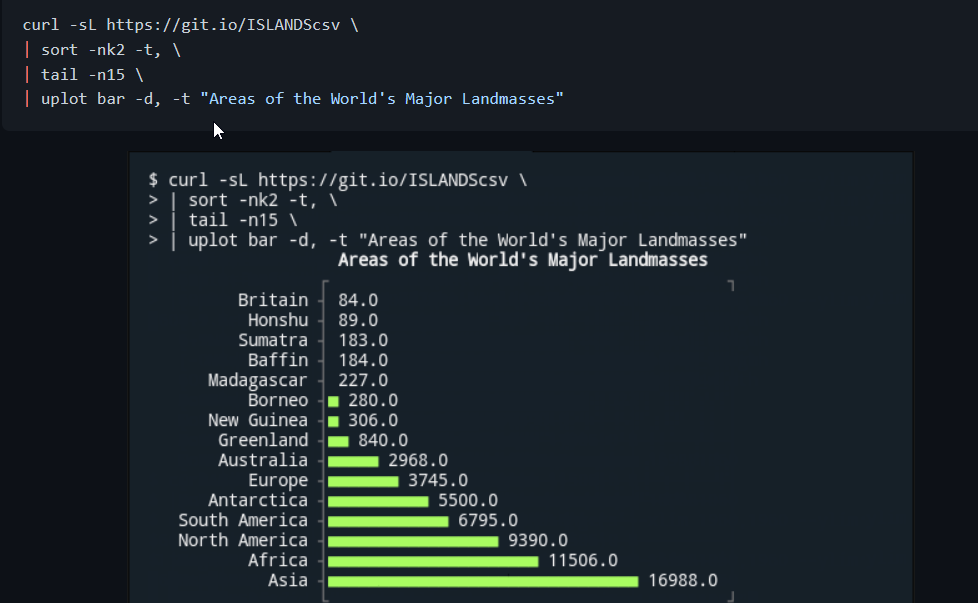 curl -sL https://git.io/ISLANDScsv \
| sort -nk2 -t, \
| tail -n15 \
| uplot bar -d, -t "Areas of the World's Major Landmasses"
$ curl -sL https://git.io/ISLANDScsv \
> | sort -nk2 -t, \
> | tail -n15 \
> | uplot bar -d, -t "Areas of the World's Major Landmasses"
Areas of the World's Major Landmasses
Britain 84.0
Honshu 89.0
Sumatra 183.0
Baffin 184.0
Madagascar 227.0
Borneo 280.0
New Guinea 306.0
Greenland 840.0
Australia 2968.0
Europe 3745.0
Antarctica 5500.0
South America 6795.0
North America 9390.0
Africa 11506.0
Asia 16988.0